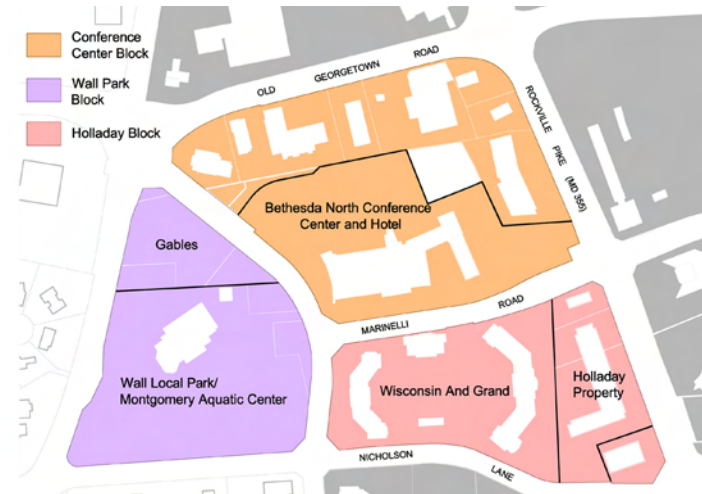 Conference
Center Block
Wall Park
Block
Holladay Block
OLD GEORGETOWN ROAD
ROCKVILLE PIKE (MD 355)
Bethesda North Conference
Center and Hotel
Gables
MARINELLI ROAD
Wall Local Park/
Montgomery Aquatic Center
Wisconsin And Grand
Holladay
Property
NICHOLSON LANE